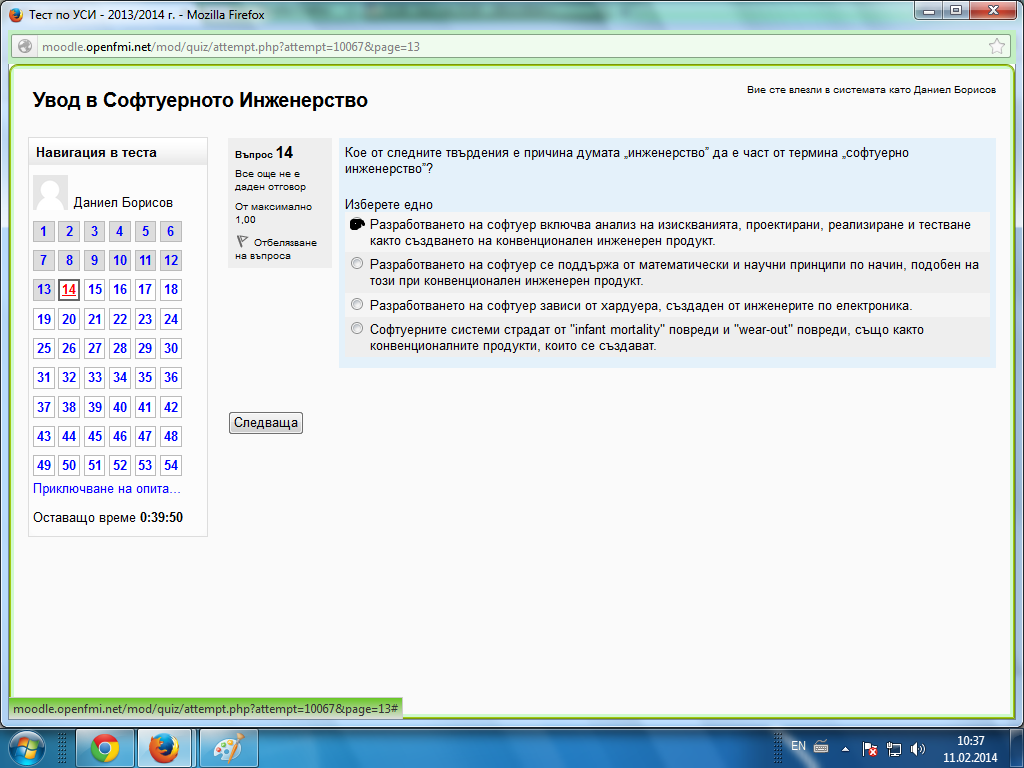 Тест по УСИ - 2013/2014 г. - Mozilla Firefox
moodle.openfmi.net/mod/quiz/attempt.php?attempt=10067&page=13
Вие сте влезли в системата като Даниел Борисов
Увод в Софтуерното Инженерство
Навигация в теста
Даниел Борисов
1 2 3 4 5 6
7 8 9 10 11 12
13 14 15 16 17 18
19 20 21 22 23 24
25 26 27 28 29 30
31 32 33 34 35 36
37 38 39 40 41 42
43 44 45 46 47 48
49 50 51 52 53 54
Приключване на опита...
Оставащо време 0:39:50
Въпрос 14
Все още не е
даден отговор
От максимално
1,00
Отбелязване
на въпроса
Кое от следните твърдения е причина думата „инженерство” да е част от термина „софтуерно
инженерство”?
Изберете едно
Разработването на софтуер включва анализ на изискванията, проектирани, реализиране и тестване
както създването на конвенционален инженерен продукт.
Разработването на софтуер се поддържа от математически и научни принципи по начин, подобен на
този при конвенционален инженерен продукт.
Разработването на софтуер зависи от хардуера, създаден от инженерите по електроника.
Софтуерните системи страдат от "infant mortality" повреди и "wear-out" повреди, също както
конвенционалните продукти, които се създават.
Следваща
moodle.openfmi.net/mod/quiz/attempt.php?attempt=10067&page=13#
EN
10:37
11.02.2014